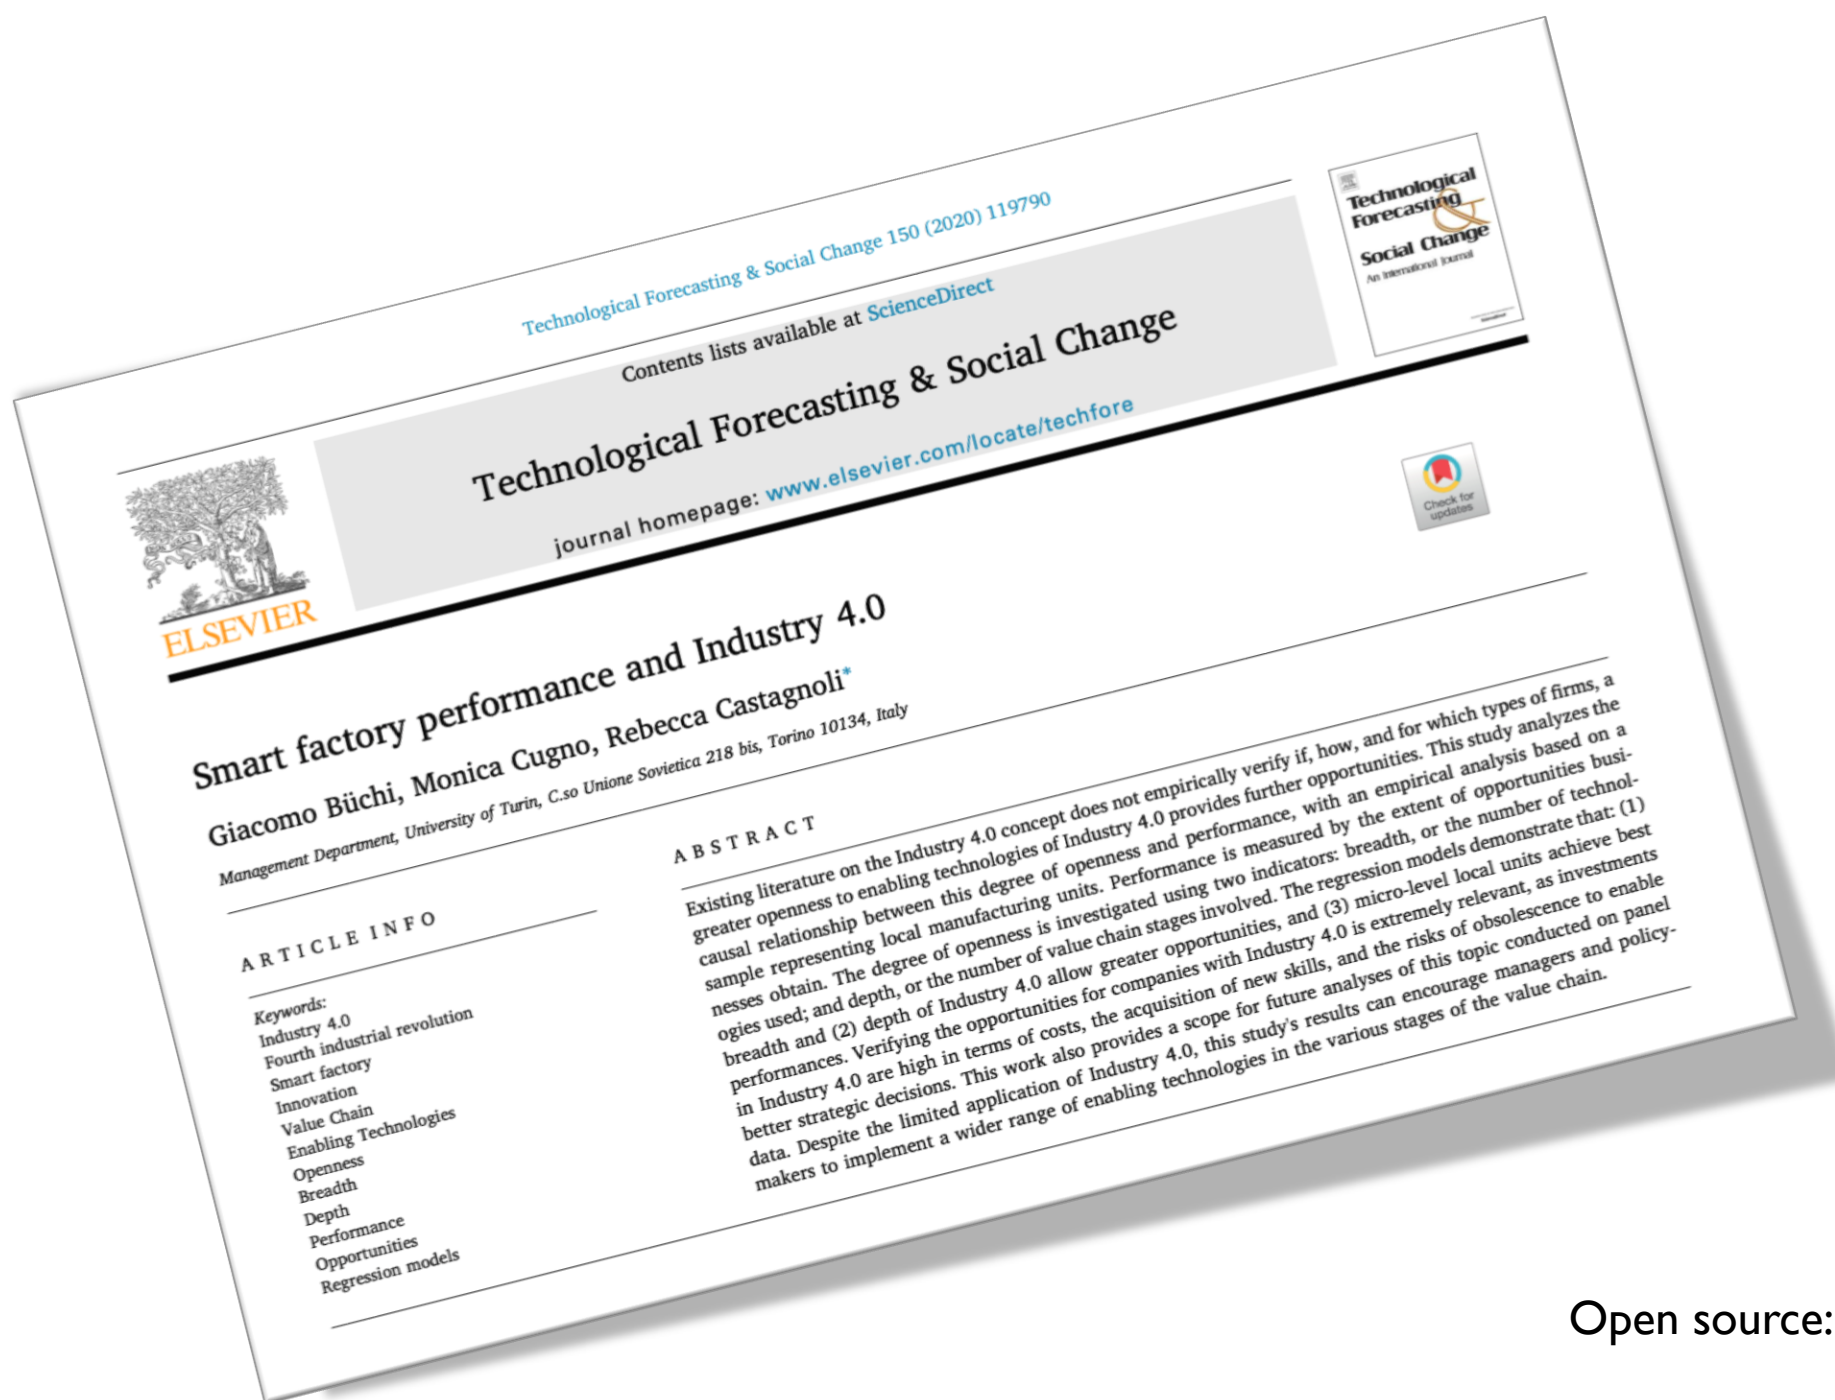 Technological Forecasting & Social Change 150 (2020) 119790
Contents lists available at ScienceDirect
Technological Forecasting & Social Change
journal homepage: www.elsevier.com/locate/techfore
ELSEVIER
Technological
Forecasting
&
Social Change
An International Journal
Check for
updates
Smart factory performance and Industry 4.0
Giacomo Büchi, Monica Cugno, Rebecca Castagnoli*
Management Department, University of Turin, C.so Unione Sovietica 218 bis, Torino 10134, Italy
ARTICLE INFO
Keywords:
Industry 4.0
Fourth industrial revolution
Smart factory
Innovation
Value Chain
Enabling Technologies
Openness
Breadth
Depth
Performance
Opportunities
Regression models
ABSTRACT
Existing literature on the Industry 4.0 concept does not empirically verify if, how, and for which types of firms, a
greater openness to enabling technologies of Industry 4.0 provides further opportunities. This study analyzes the
causal relationship between this degree of openness and performance, with an empirical analysis based on a
sample representing local manufacturing units. Performance is measured by the extent of opportunities busi-
nesses obtain. The degree of openness is investigated using two indicators: breadth, or the number of technol-
ogies used; and depth, or the number of value chain stages involved. The regression models demonstrate that: (1)
breadth and (2) depth of Industry 4.0 allow greater opportunities, and (3) micro-level local units achieve best
performances. Verifying the opportunities for companies with Industry 4.0 is extremely relevant, as investments
in Industry 4.0 are high in terms of costs, the acquisition of new skills, and the risks of obsolescence to enable
better strategic decisions. This work also provides a scope for future analyses of this topic conducted on panel
data. Despite the limited application of Industry 4.0, this study's results can encourage managers and policy-
makers to implement a wider range of enabling technologies in the various stages of the value chain.
Open source: